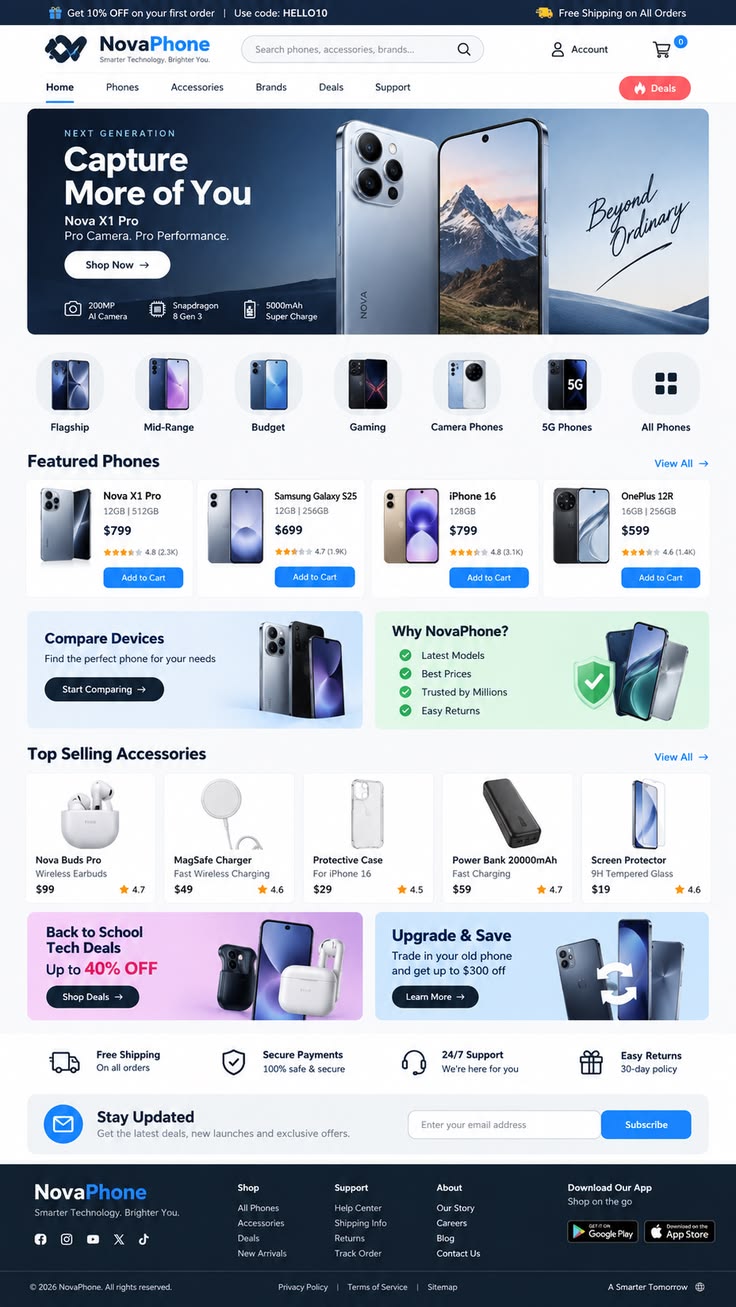 Get 10% OFF on your first order | Use code: HELLO10
Free Shipping on All Orders
NovaPhone
Smarter Technology. Brighter You.
Search phones, accessories, brands...
Account
0
Home
Phones
Accessories
Brands
Deals
Support
Deals
NEXT GENERATION
Capture
More of You
Nova X1 Pro
Pro Camera. Pro Performance.
Shop Now →
200MP
AI Camera
Snapdragon
8 Gen 3
5000mAh
Super Charge
NOVA
Beyond
Ordinary
5G
Flagship
Mid-Range
Budget
Gaming
Camera Phones
5G Phones
All Phones
Featured Phones
View All →
Nova X1 Pro
12GB | 512GB
$799
4.8 (2.3K)
Add to Cart
Samsung Galaxy S25
12GB | 256GB
$699
4.7 (1.9K)
Add to Cart
iPhone 16
128GB
$799
4.8 (3.1K)
Add to Cart
OnePlus 12R
16GB | 256GB
$599
4.6 (1.4K)
Add to Cart
Compare Devices
Find the perfect phone for your needs
Start Comparing →
Why NovaPhone?
Latest Models
Best Prices
Trusted by Millions
Easy Returns
Top Selling Accessories
View All →
Nova Buds Pro
Wireless Earbuds
$99
4.7
MagSafe Charger
Fast Wireless Charging
$49
4.6
Protective Case
For iPhone 16
$29
4.5
Power Bank 20000mAh
Fast Charging
$59
4.7
Screen Protector
9H Tempered Glass
$19
4.6
Back to School
Tech Deals
Up to 40% OFF
Shop Deals →
Upgrade & Save
Trade in your old phone
and get up to $300 off
Learn More →
Free Shipping
On all orders
Secure Payments
100% safe & secure
24/7 Support
We're here for you
Easy Returns
30-day policy
Stay Updated
Get the latest deals, new launches and exclusive offers.
Enter your email address
Subscribe
NovaPhone
Smarter Technology. Brighter You.
Shop
All Phones
Accessories
Deals
New Arrivals
Support
Help Center
Shipping Info
Returns
Track Order
About
Our Story
Careers
Blog
Contact Us
Download Our App
Shop on the go
GET IT ON
Google Play
Download on the
App Store
© 2026 NovaPhone. All rights reserved.
Privacy Policy | Terms of Service | Sitemap
A Smarter Tomorrow